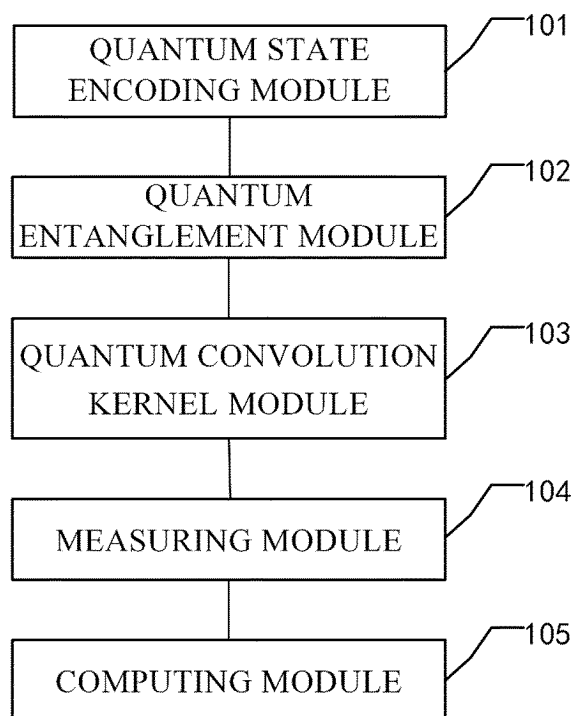 101
QUANTUM STATE
ENCODING MODULE
102
QUANTUM
ENTANGLEMENT MODULE
103
QUANTUM CONVOLUTION
KERNEL MODULE
104
MEASURING MODULE
105
COMPUTING MODULE